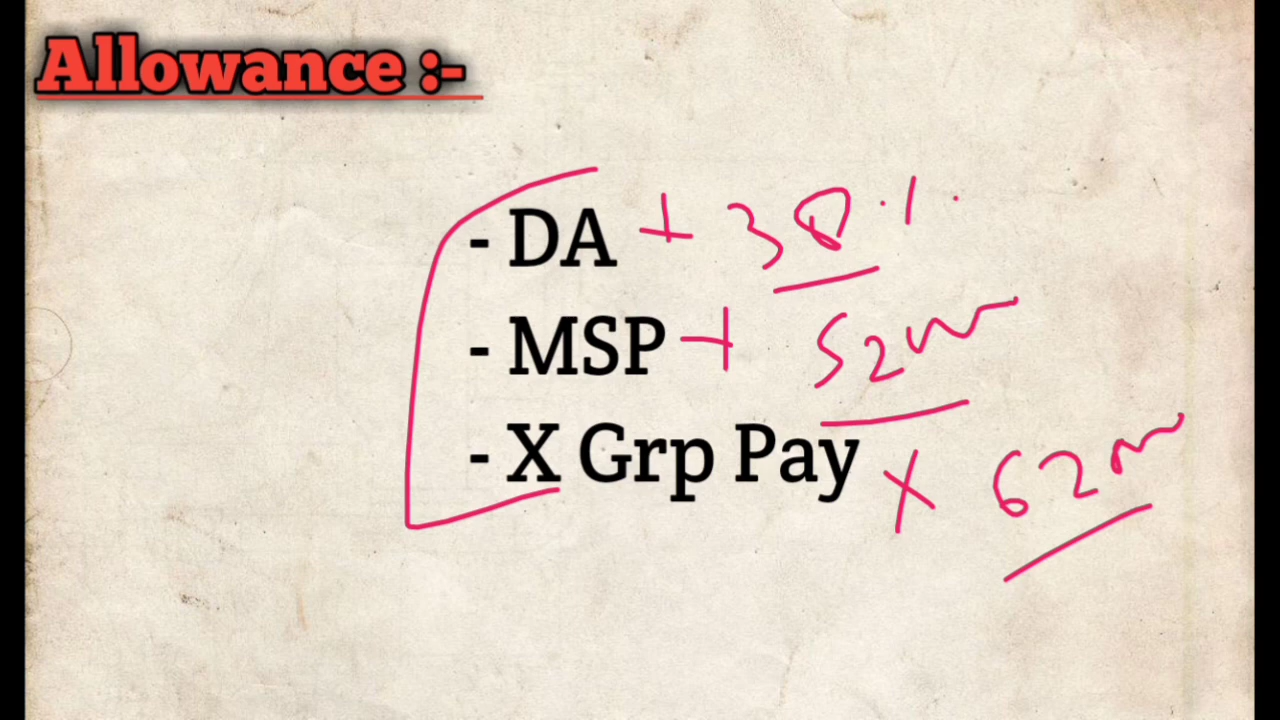 Allowance :-
- DA + 38 %
- MSP + 5200
- X Grp Pay X 6200